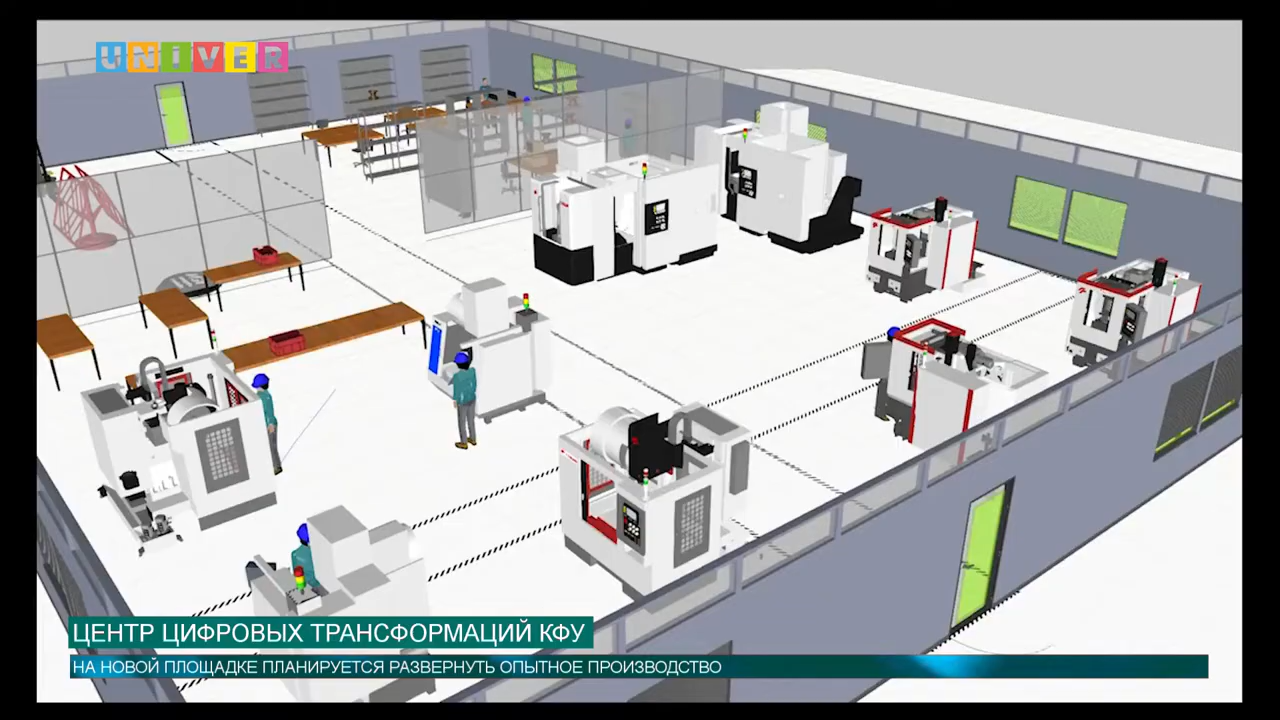 UNIVER
ЦЕНТР ЦИФРОВЫХ ТРАНСФОРМАЦИЙ КФУ
НА НОВОЙ ПЛОЩАДКЕ ПЛАНИРУЕТСЯ РАЗВЕРНУТЬ ОПЫТНОЕ ПРОИЗВОДСТВО